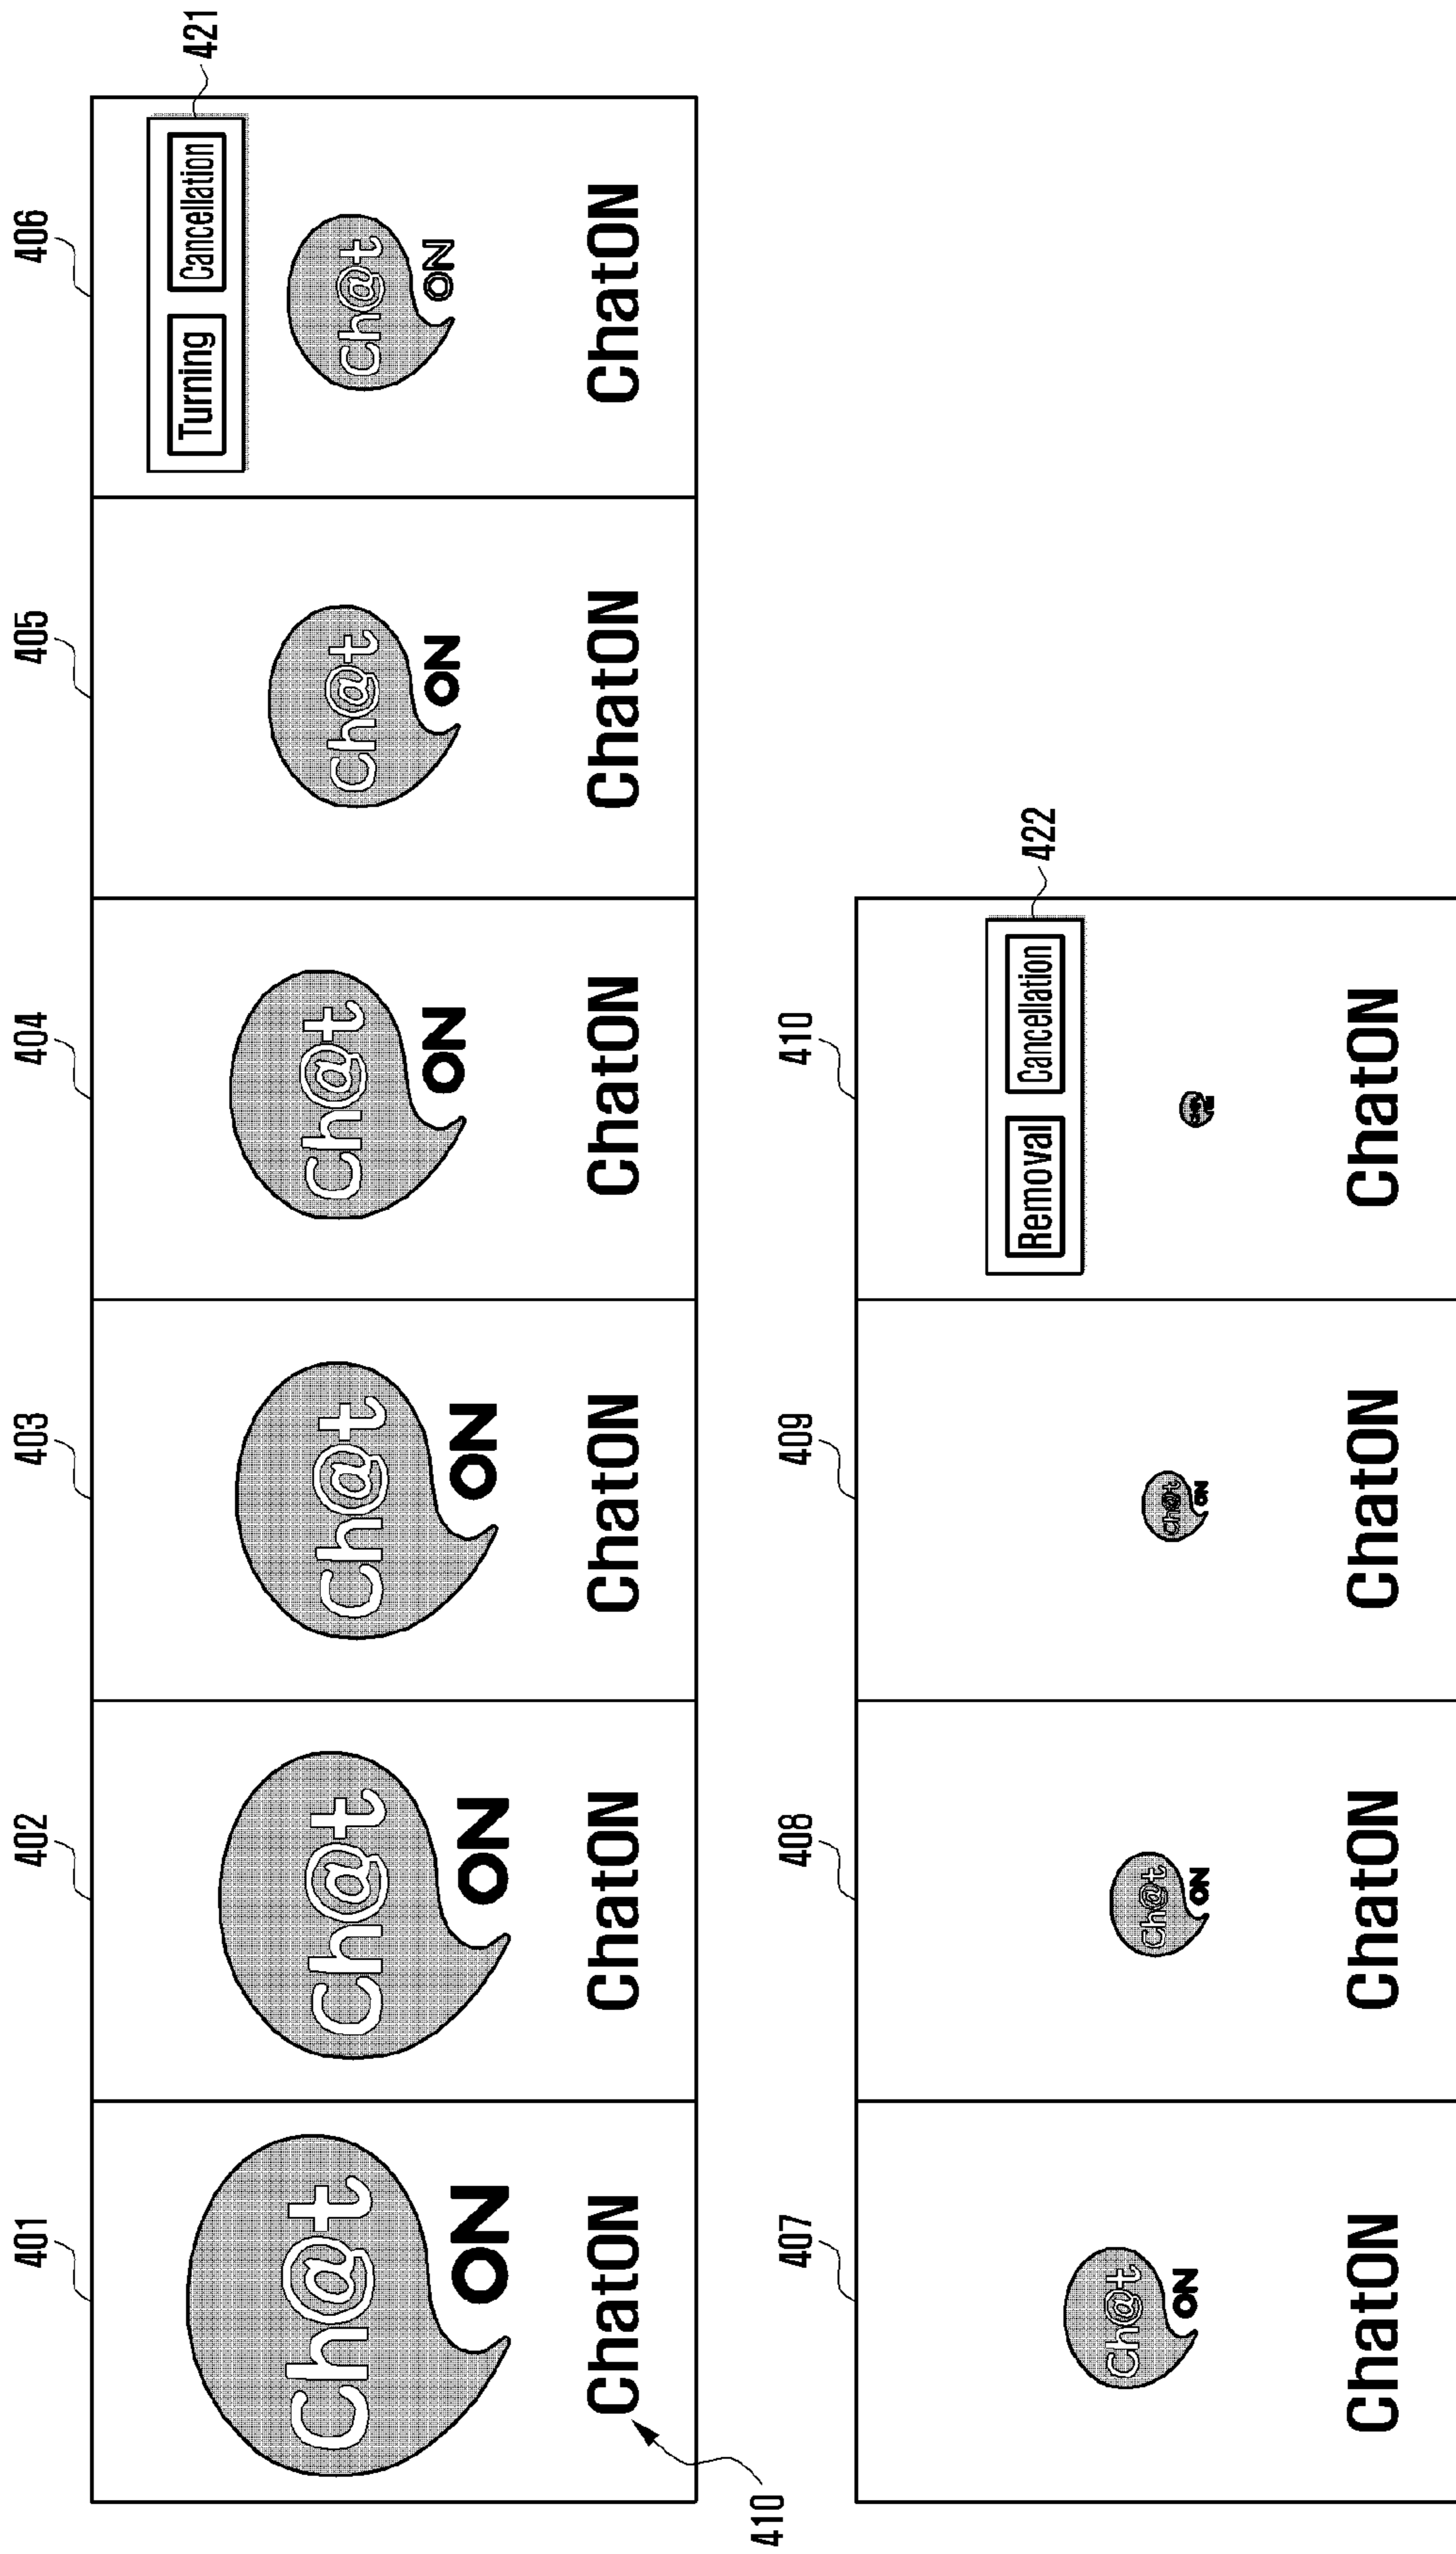 401 402 403 404 405 406
421
Turning Cancellation
Ch@t ON Ch@t ON Ch@t ON Ch@t ON Ch@t ON Ch@t ON
ChatON ChatON ChatON ChatON ChatON ChatON
410
407 408 409 410
422
Removal Cancellation
Ch@t ON Ch@t ON Ch@t ON
ChatON ChatON ChatON ChatON